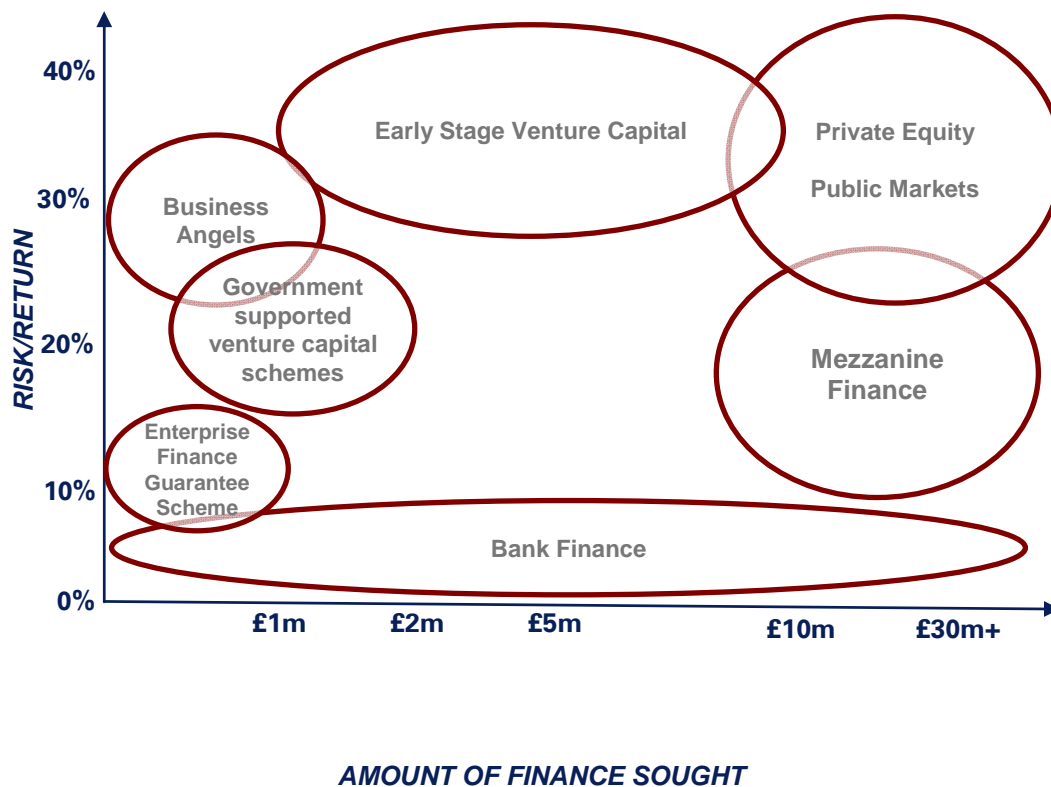 40%
30%
20%
10%
0%
RISK/RETURN
Early Stage Venture Capital
Private Equity
Public Markets
Business
Angels
Government
supported
venture capital
schemes
Mezzanine
Finance
Enterprise
Finance
Guarantee
Scheme
Bank Finance
£1m
£2m
£5m
£10m
£30m+
AMOUNT OF FINANCE SOUGHT